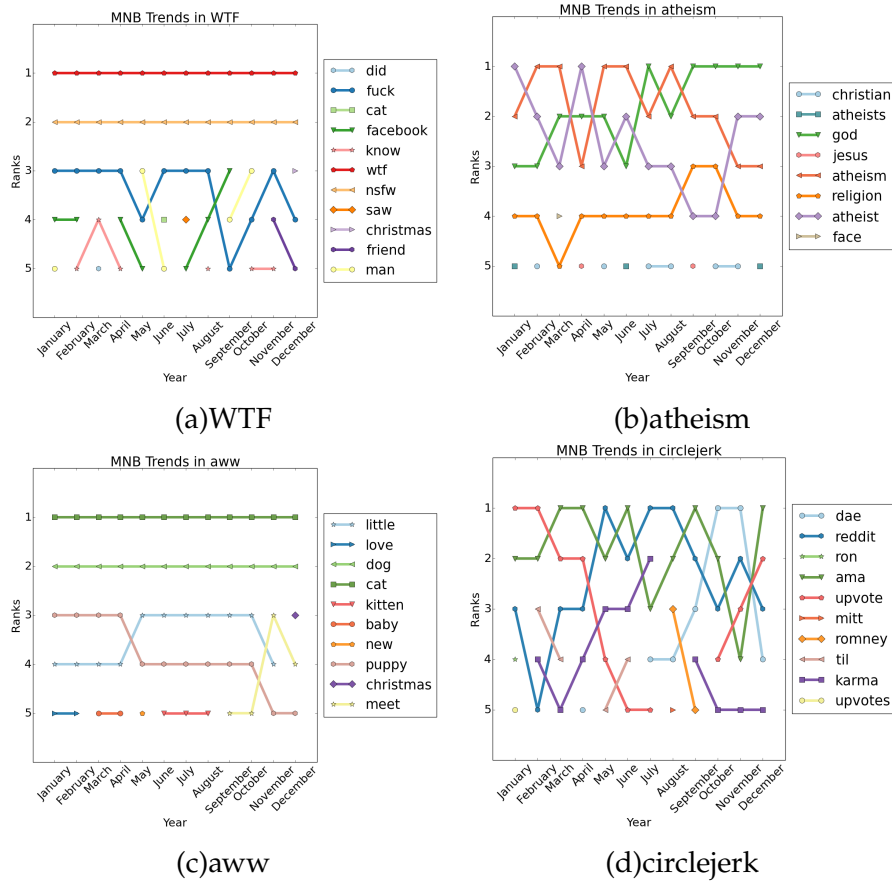 MNB Trends in WTF
1
2
3
4
5
Ranks
January
February
March
April
May
June
July
August
September
October
November
December
Year
did
fuck
cat
facebook
know
wtf
nsfw
saw
christmas
friend
man
(a)WTF
MNB Trends in atheism
1
2
3
4
5
Ranks
January
February
March
April
May
June
July
August
September
October
November
December
Year
christian
atheists
god
jesus
atheism
religion
atheist
face
(b)atheism
MNB Trends in aww
1
2
3
4
5
Ranks
January
February
March
April
May
June
July
August
September
October
November
December
Year
little
love
dog
cat
kitten
baby
new
puppy
christmas
meet
(c)aww
MNB Trends in circlejerk
1
2
3
4
5
Ranks
January
February
March
April
May
June
July
August
September
October
November
December
Year
dae
reddit
ron
ama
upvote
mitt
romney
til
karma
upvotes
(d)circlejerk